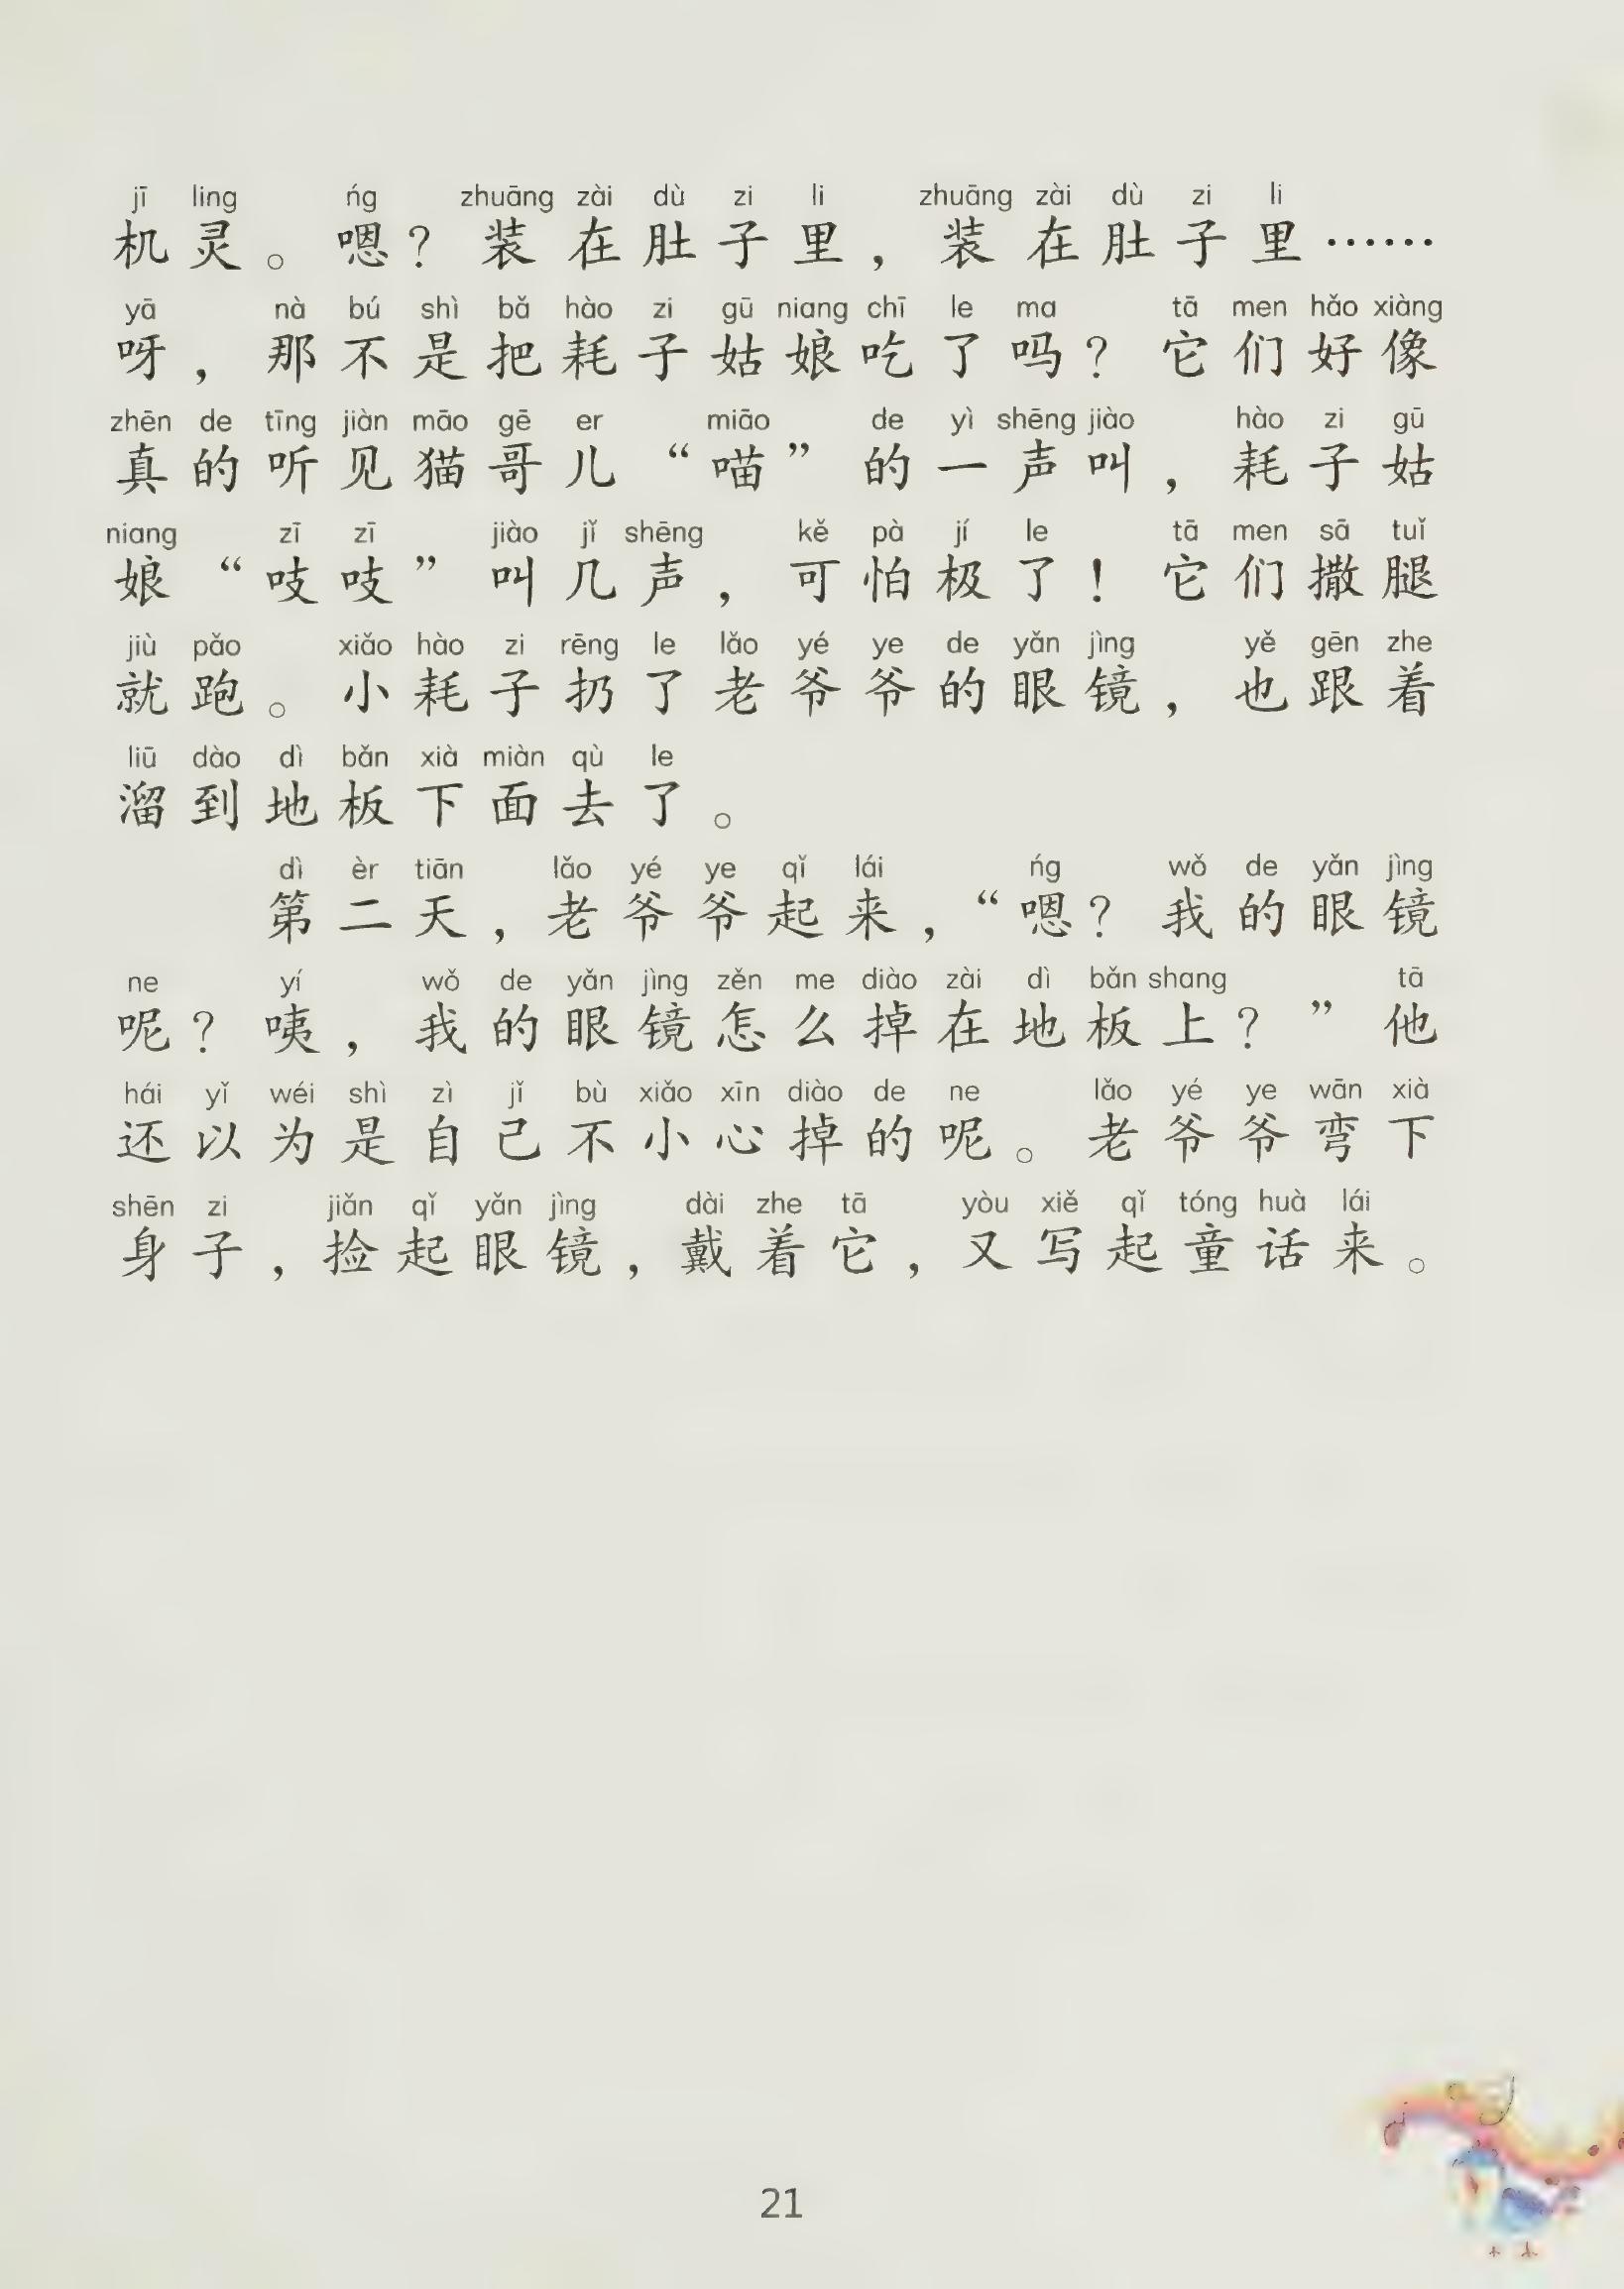 jī ling ńg zhuāng zài dù zi li zhuāng zài dù zi li
机灵。嗯？装在肚子里，装在肚子里……
yā nà bú shì bǎ hào zi gū niang chī le ma tā men hǎo xiàng
呀，那不是把耗子姑娘吃了吗？它们好像
zhēn de tīng jiàn māo gē er miāo de yì shēng jiào hào zi gū
真的听见猫哥儿“喵”的一声叫，耗子姑
niang zī zī jiào jǐ shēng kě pà jí le tā men sā tuǐ
娘“吱吱”叫几声，可怕极了！它们撒腿
jiù pǎo xiǎo hào zi rēng le lǎo yé ye de yǎn jìng yě gēn zhe
就跑。小耗子扔了老爷爷的眼镜，也跟着
liū dào dì bǎn xià miàn qù le
溜到地板下面去了。
dì èr tiān lǎo yé ye qǐ lái ńg wǒ de yǎn jìng
第二天，老爷爷起来，“嗯？我的眼镜
ne yí wǒ de yǎn jìng zěn me diào zài dì bǎn shang tā
呢？咦，我的眼镜怎么掉在地板上？”他
hái yǐ wéi shì zì jǐ bù xiǎo xīn diào de ne lǎo yé ye wān xià
还以为是自己不小心掉的呢。老爷爷弯下
shēn zi jiǎn qǐ yǎn jìng dài zhe tā yòu xiě qǐ tóng huà lái
身子，捡起眼镜，戴着它，又写起童话来。
21